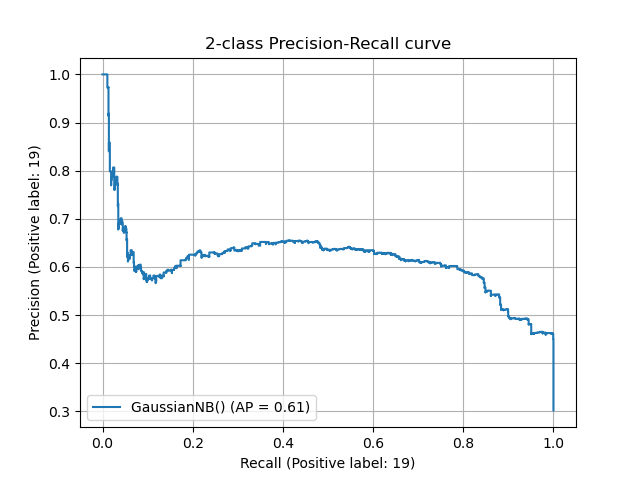 2-class Precision-Recall curve
1.0
0.9
0.8
0.7
0.6
0.5
0.4
0.3
Precision (Positive label: 19)
GaussianNB() (AP = 0.61)
0.0 0.2 0.4 0.6 0.8 1.0
Recall (Positive label: 19)